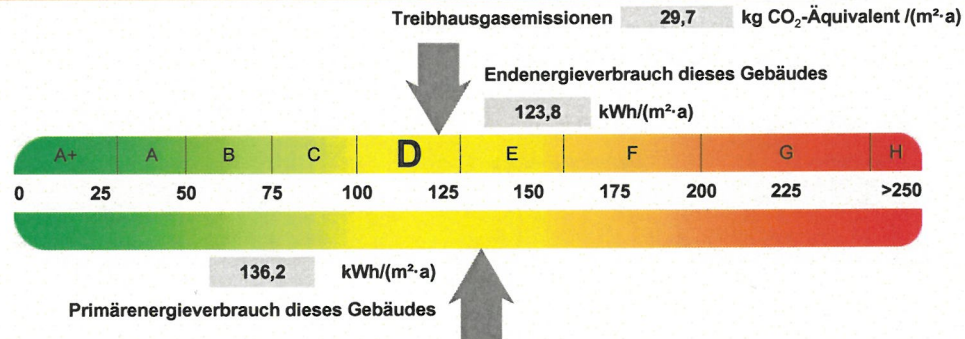 Treibhausgasemissionen 29,7 kg CO₂-Äquivalent /(m²·a)
Endenergieverbrauch dieses Gebäudes
123,8 kWh/(m²·a)
A+ A B C D E F G H
0 25 50 75 100 125 150 175 200 225 >250
136,2 kWh/(m²·a)
Primärenergieverbrauch dieses Gebäudes